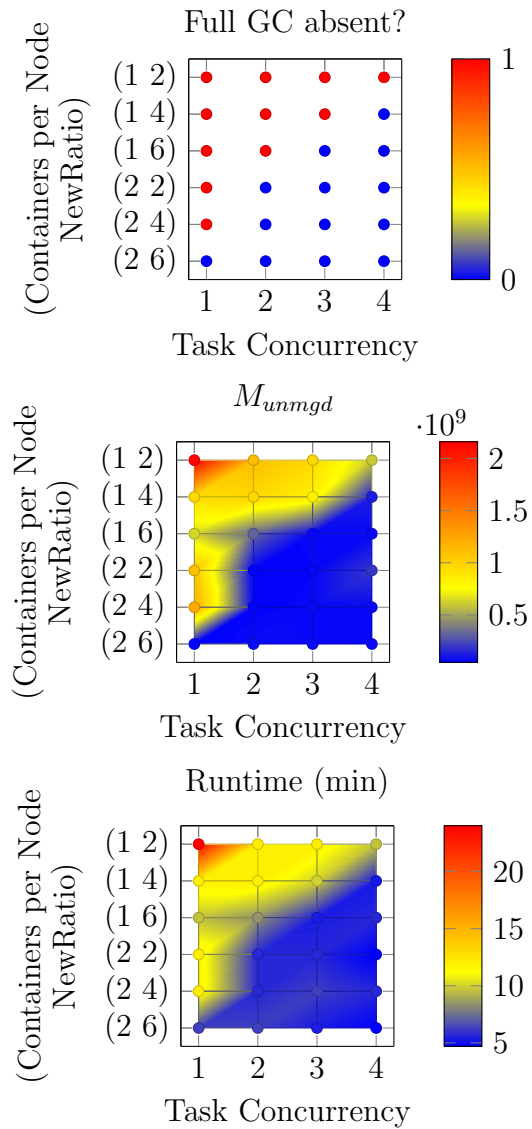 Full GC absent?
(Containers per Node
NewRatio)
(1 2)
(1 4)
(1 6)
(2 2)
(2 4)
(2 6)
1 2 3 4
Task Concurrency
1
0
M_unmgd
(Containers per Node
NewRatio)
(1 2)
(1 4)
(1 6)
(2 2)
(2 4)
(2 6)
1 2 3 4
Task Concurrency
·10^9
2
1.5
1
0.5
Runtime (min)
(Containers per Node
NewRatio)
(1 2)
(1 4)
(1 6)
(2 2)
(2 4)
(2 6)
1 2 3 4
Task Concurrency
20
15
10
5